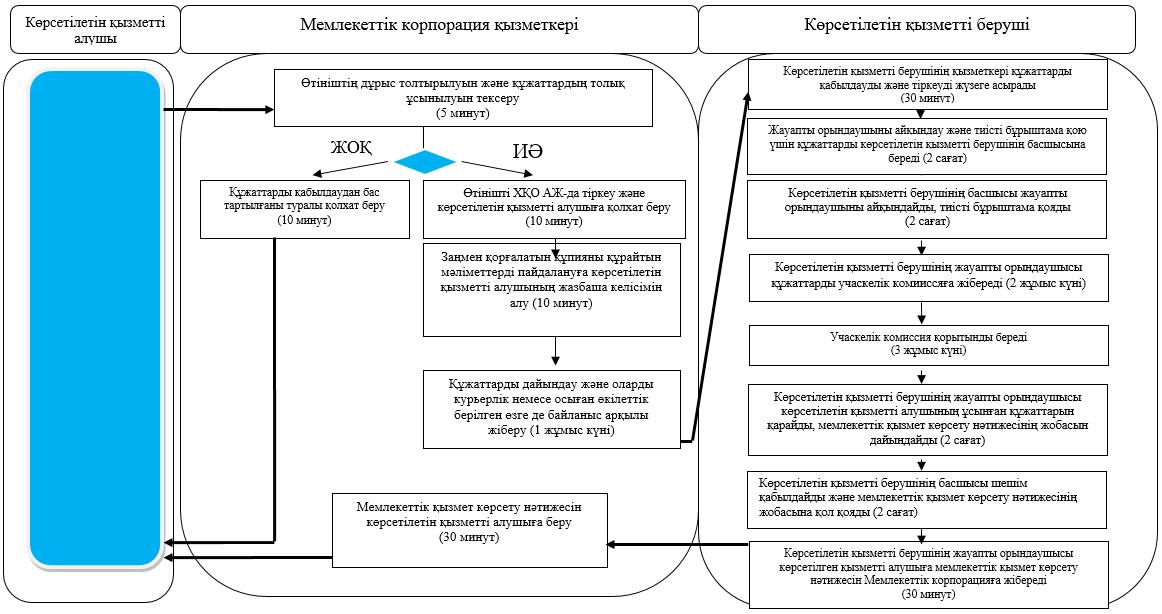 Көрсетілетін қызметті
алушы
Мемлекеттік корпорация қызметкері
Көрсетілетін қызметті беруші
Өтініштің дұрыс толтырылуын және құжаттардың толық
ұсынылуын тексеру
(5 минут)
ЖОҚ
ИӘ
Құжаттарды қабылдаудан бас
тартылғаны туралы қолхат беру
(10 минут)
Өтінішті ХҚО АЖ-да тіркеу және
көрсетілетін қызметті алушыға қолхат беру
(10 минут)
Заңмен қорғалатын құпияны құрайтын
мәліметтерді пайдалануға көрсетілетін
қызметті алушының жазбаша келісімін
алу (10 минут)
Құжаттарды дайындау және оларды
курьерлік немесе осыған өкілеттік
берілген өзге де байланыс арқылы
жіберу (1 жұмыс күні)
Мемлекеттік қызмет көрсету нәтижесін
көрсетілетін қызметті алушыға беру
(30 минут)
Көрсетілетін қызметті берушінің қызметкері құжаттарды
қабылдауды және тіркеуді жүзеге асырады
(30 минут)
Жауапты орындаушыны айқындау және тиісті бұрыштама қою
үшін құжаттарды көрсетілетін қызметті берушінің басшысына
береді (2 сағат)
Көрсетілетін қызметті берушінің басшысы жауапты
орындаушыны айқындайды, тиісті бұрыштама қояды
(2 сағат)
Көрсетілетін қызметті берушінің жауапты орындаушысы
құжаттарды учаскелік комииссяға жібереді (2 жұмыс күні)
Учаскелік комиссия қорытынды береді
(3 жұмыс күні)
Көрсетілетін қызметті берушінің жауапты орындаушысы
көрсетілетін қызметті алушының ұсынған құжаттарын
қарайды, мемлекеттік қызмет көрсету нәтижесінің жобасын
дайындайды (2 сағат)
Көрсетілетін қызметті берушінің басшысы шешім
қабылдайды және мемлекеттік қызмет көрсету нәтижесінің
жобасына қол қояды (2 сағат)
Көрсетілетін қызметті берушінің жауапты орындаушысы
көрсетілген қызметті алушыға мемлекеттік қызмет көрсету
нәтижесін Мемлекеттік корпорацияға жібереді
(30 минут)